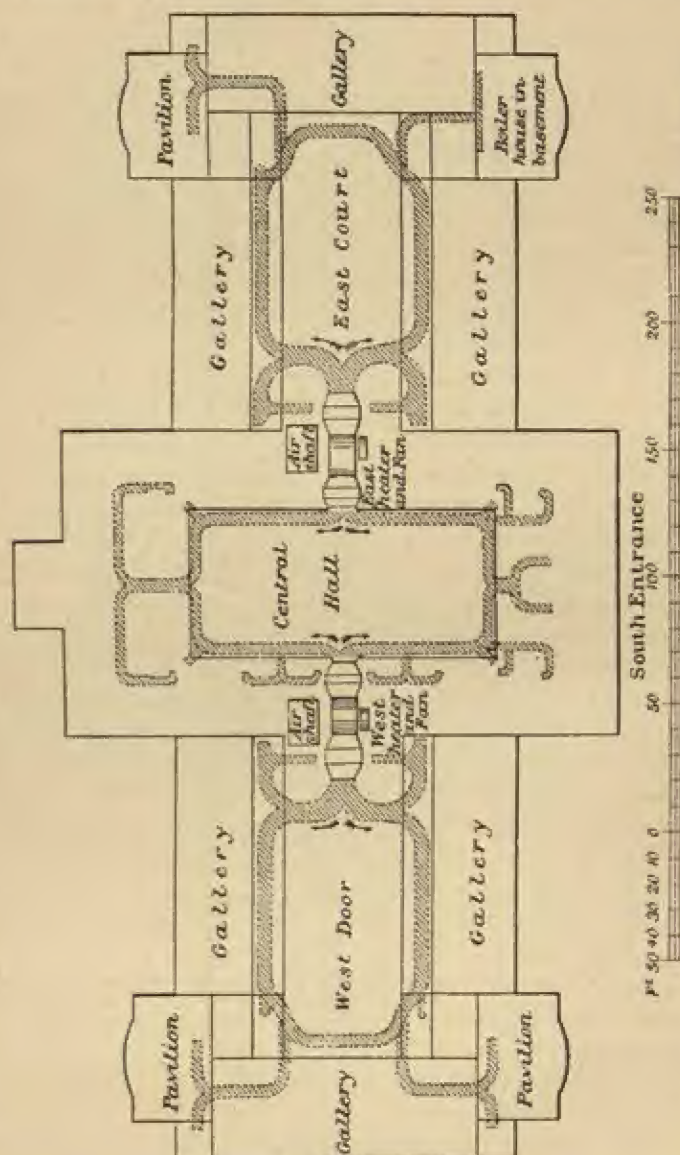 Pavilion
Gallery
Boiler
house in
basement
Gallery
East Court
Gallery
Air
shaft
East
heater
and Fan
Central
Hall
South Entrance
Air
shaft
West
heater
and
Fan
Gallery
West Door
Gallery
Pavilion
Gallery
Pavilion
Ft 50 40 30 20 10 0 50 100 150 200 250